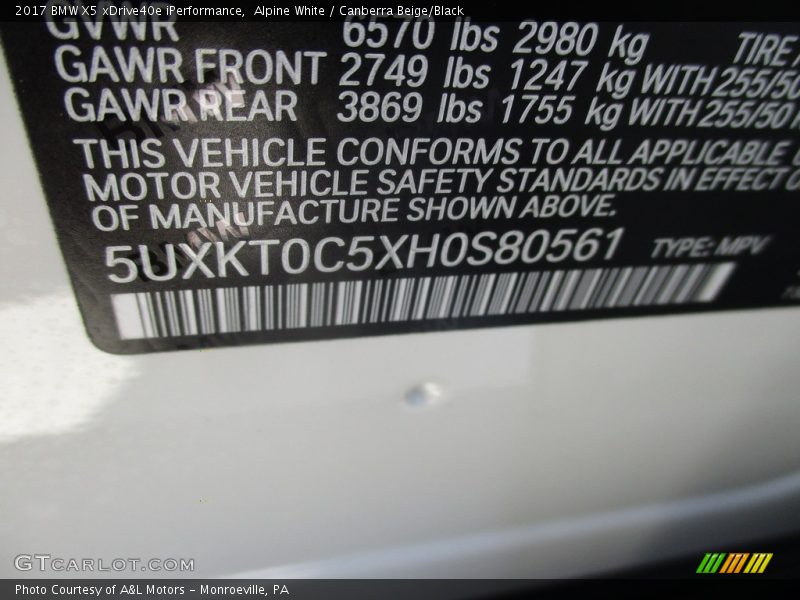 2017 BMW X5 xDrive40e iPerformance, Alpine White / Canberra Beige/Black
GVWR 6570 lbs 2980 kg
GAWR FRONT 2749 lbs 1247 kg WITH 255/50
GAWR REAR 3869 lbs 1755 kg WITH 255/50
TIRE/
THIS VEHICLE CONFORMS TO ALL APPLICABLE
MOTOR VEHICLE SAFETY STANDARDS IN EFFECT
OF MANUFACTURE SHOWN ABOVE.
5UXKT0C5XH0S80561 TYPE: MPV
GTCARLOT.COM
Photo Courtesy of A&L Motors – Monroeville, PA